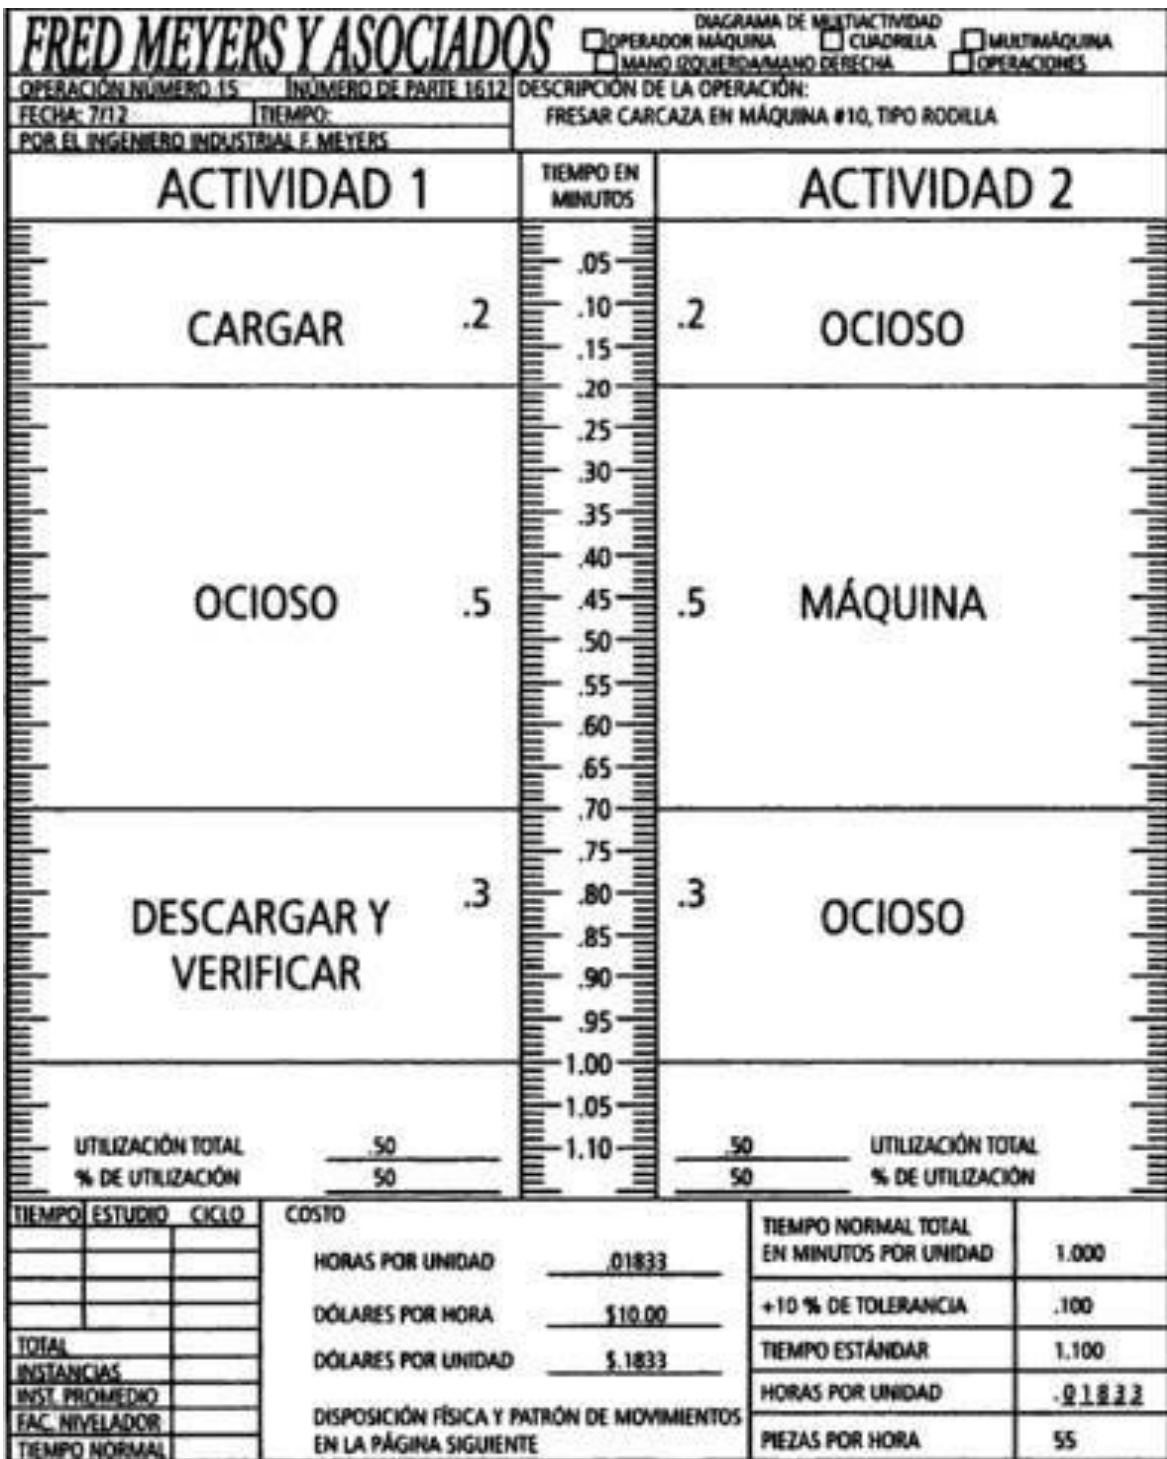 FRED MEYERS Y ASOCIADOS
DIAGRAMA DE MULTIACTIVIDAD
OPERADOR MÁQUINA CUADRILLA MULTIMÁQUINA
MANO IZQUIERDA/MANO DERECHA OPERACIONES
OPERACIÓN NÚMERO 15 NÚMERO DE PARTE 1612 DESCRIPCIÓN DE LA OPERACIÓN:
FECHA: 7/12 TIEMPO: FRESAR CARCAZA EN MÁQUINA #10, TIPO RODILLA
POR EL INGENIERO INDUSTRIAL F. MEYERS
ACTIVIDAD 1 TIEMPO EN MINUTOS ACTIVIDAD 2
.05
CARGAR .2 .10 .2 OCIOSO
.15
.20
.25
.30
.35
.40
OCIOSO .5 .45 .5 MÁQUINA
.50
.55
.60
.65
.70
.75
.3 .80 .3
DESCARGAR Y .85 OCIOSO
VERIFICAR .90
.95
1.00
1.05
UTILIZACIÓN TOTAL .50 1.10 .50 UTILIZACIÓN TOTAL
% DE UTILIZACIÓN 50 50 % DE UTILIZACIÓN
TIEMPO ESTUDIO CICLO
TOTAL
INSTANCIAS
INST. PROMEDIO
FAC. NIVELADOR
TIEMPO NORMAL
COSTO
HORAS POR UNIDAD .01833
DÓLARES POR HORA $10.00
DÓLARES POR UNIDAD $.1833
DISPOSICIÓN FÍSICA Y PATRÓN DE MOVIMIENTOS
EN LA PÁGINA SIGUIENTE
TIEMPO NORMAL TOTAL
EN MINUTOS POR UNIDAD 1.000
+10 % DE TOLERANCIA .100
TIEMPO ESTÁNDAR 1.100
HORAS POR UNIDAD .01833
PIEZAS POR HORA 55